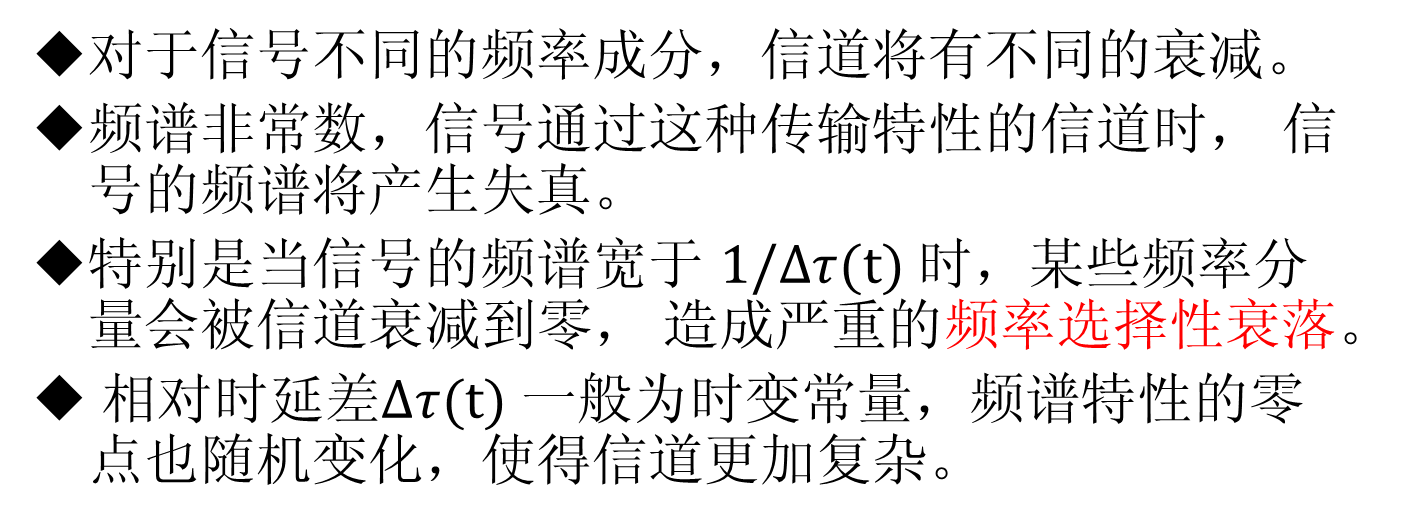 ◆对于信号不同的频率成分，信道将有不同的衰减。
◆频谱非常数，信号通过这种传输特性的信道时， 信
号的频谱将产生失真。
◆特别是当信号的频谱宽于 1/Δτ(t) 时，某些频率分
量会被信道衰减到零， 造成严重的频率选择性衰落。
◆ 相对时延差Δτ(t) 一般为时变常量，频谱特性的零
点也随机变化，使得信道更加复杂。